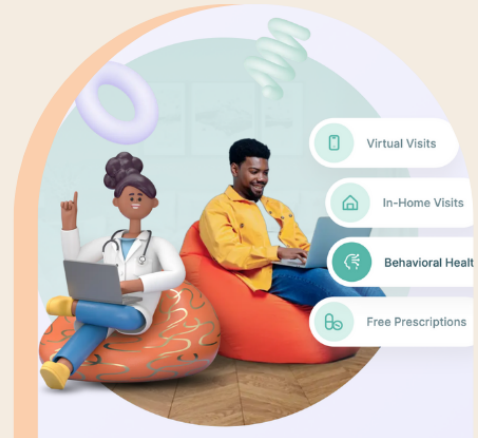 Virtual Visits
In-Home Visits
Behavioral Healt
Free Prescriptions